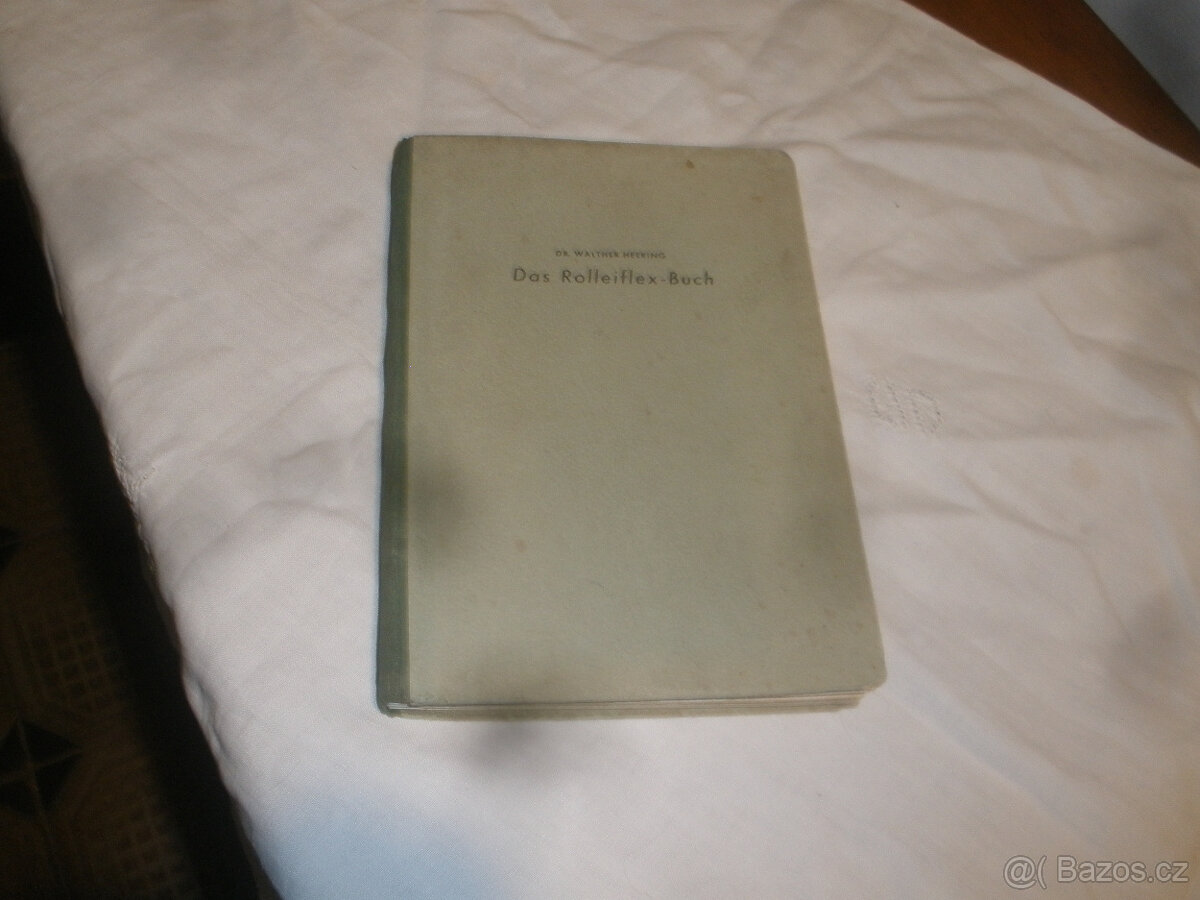 DR. WALTHER HEERING
Das Rolleiflex-Buch
@( Bazos.cz